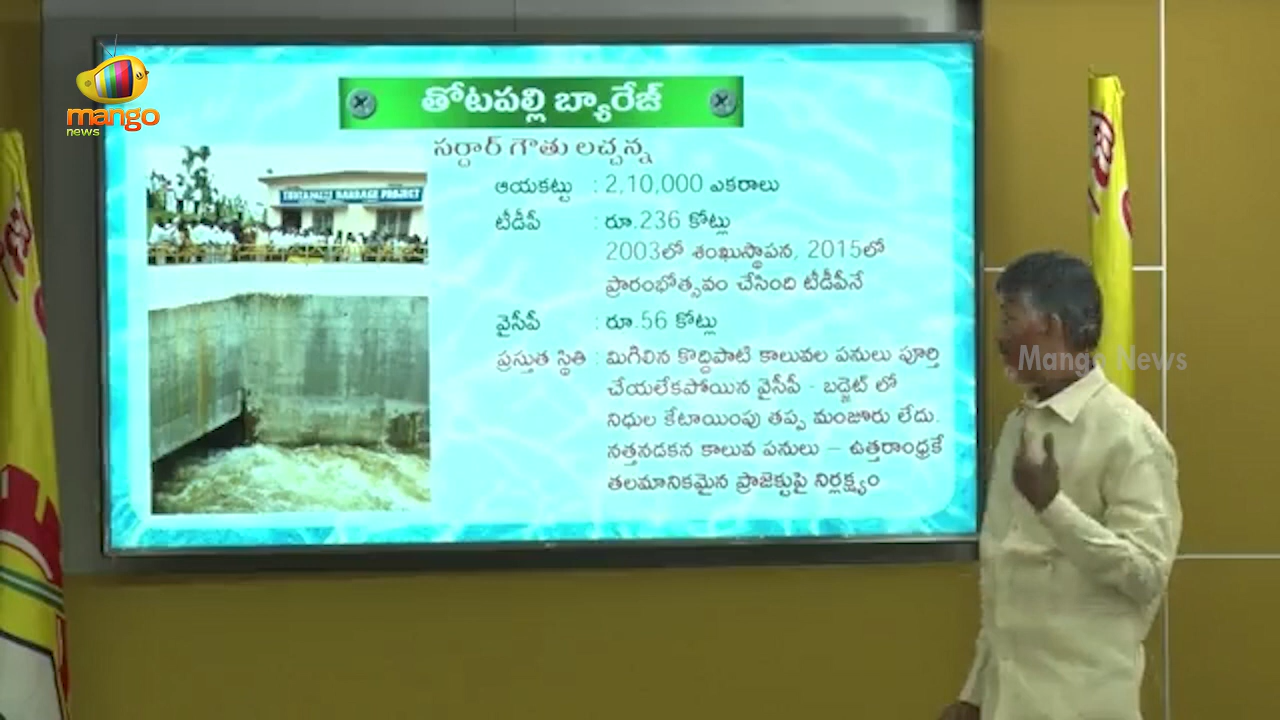 mango
news
తోటపల్లి బ్యారేజ్
సర్దార్ గౌతు లచ్చన్న
ఆయకట్టు : 2,10,000 ఎకరాలు
టీడీపీ : రూ.236 కోట్లు
2003లో శంఖుస్థాపన, 2015లో
ప్రారంభోత్సవం చేసింది టీడీపీనే
వైసీపీ : రూ.56 కోట్లు
ప్రస్తుత స్థితి : మిగిలిన కొద్దిపాటి కాలువల పనులు పూర్తి
చేయలేకపోయిన వైసీపీ - బడ్జెట్ లో
నిధుల కేటాయింపు తప్ప మంజూరు లేదు.
నత్తనడకన కాలువ పనులు – ఉత్తరాంధ్రకే
తలమానికమైన ప్రాజెక్టుపై నిర్లక్ష్యం
THOTAPALLI BARRAGE PROJECT
Mango News